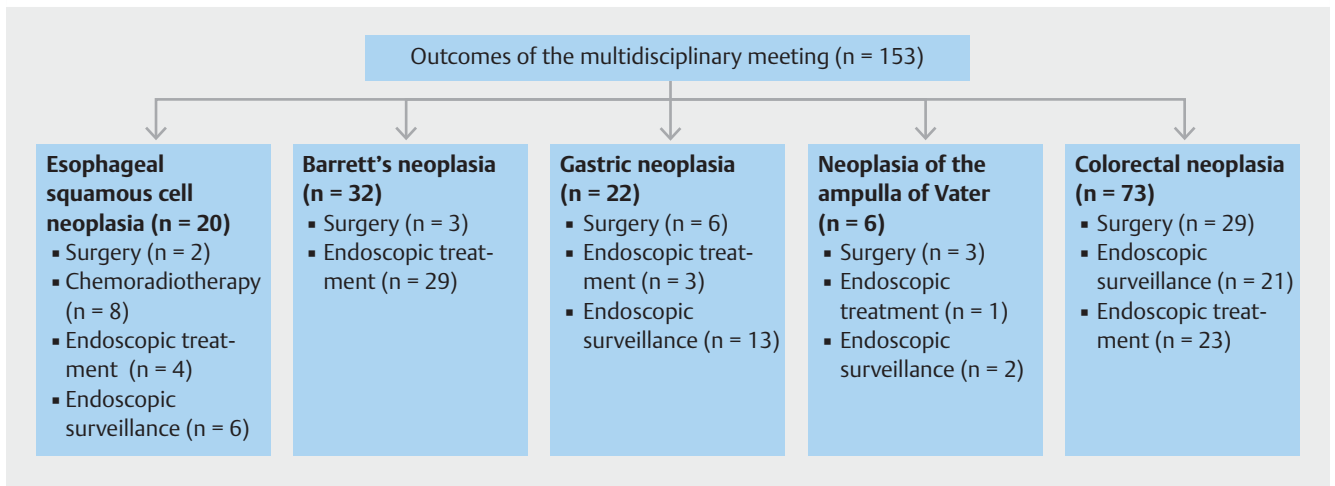 Outcomes of the multidisciplinary meeting (n = 153)
Esophageal
squamous cell
neoplasia (n = 20)
▪ Surgery (n = 2)
▪ Chemoradiotherapy
(n = 8)
▪ Endoscopic treat-
ment (n = 4)
▪ Endoscopic
surveillance (n = 6)
Barrett’s neoplasia
(n = 32)
▪ Surgery (n = 3)
▪ Endoscopic treat-
ment (n = 29)
Gastric neoplasia
(n = 22)
▪ Surgery (n = 6)
▪ Endoscopic treat-
ment (n = 3)
▪ Endoscopic
surveillance (n = 13)
Neoplasia of the
ampulla of Vater
(n = 6)
▪ Surgery (n = 3)
▪ Endoscopic
treatment (n = 1)
▪ Endoscopic
surveillance (n = 2)
Colorectal neoplasia
(n = 73)
▪ Surgery (n = 29)
▪ Endoscopic
surveillance (n = 21)
▪ Endoscopic treat-
ment (n = 23)